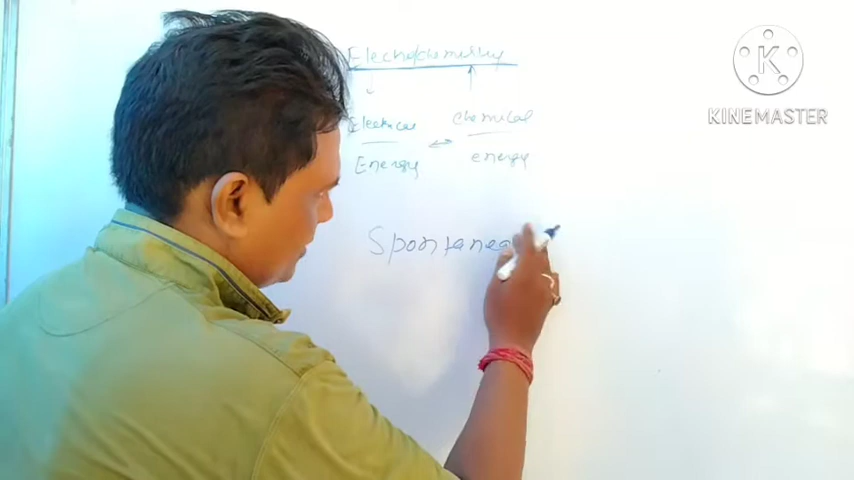 Electrochemistry
Electrical chemical
Energy ↔ energy
Spontaneo
K
KINEMASTER